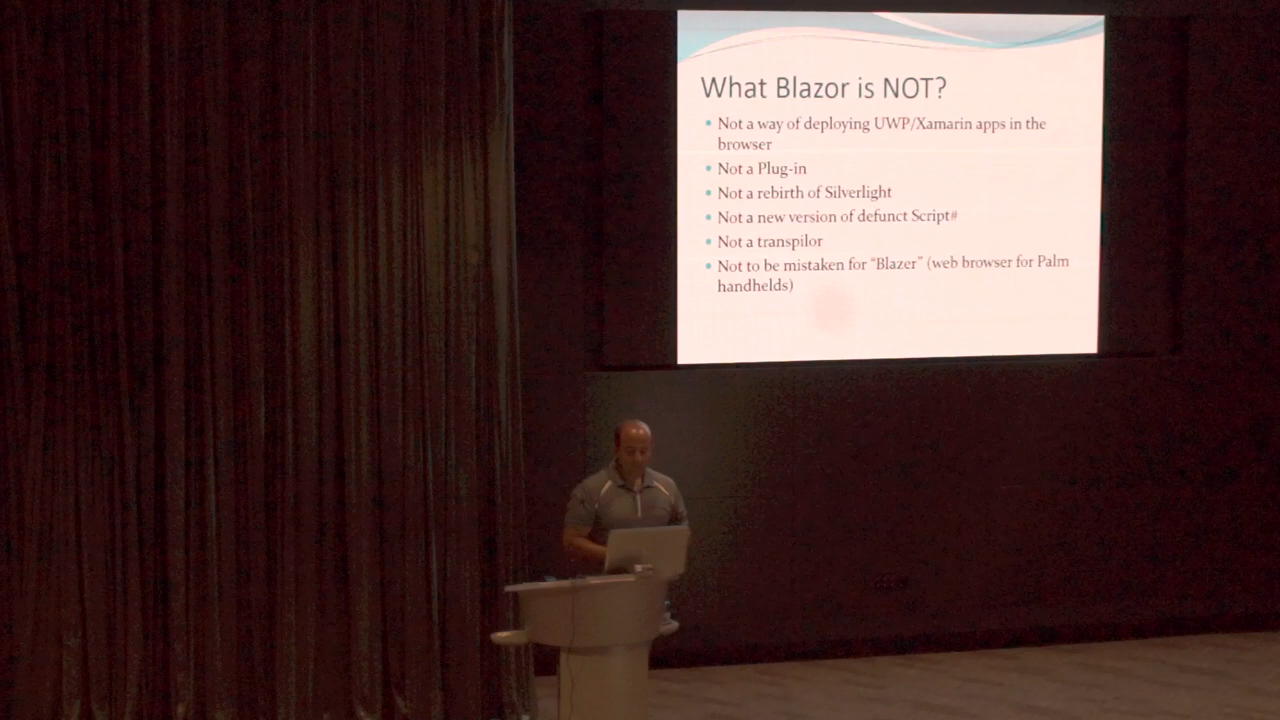 What Blazor is NOT?
• Not a way of deploying UWP/Xamarin apps in the
browser
• Not a Plug-in
• Not a rebirth of Silverlight
• Not a new version of defunct Script#
• Not a transpilor
• Not to be mistaken for “Blazer” (web browser for Palm
handhelds)